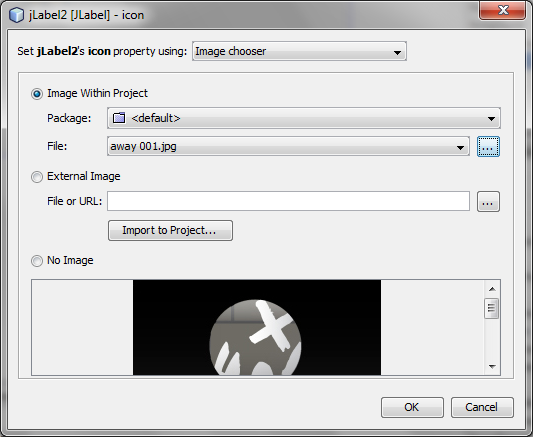 jLabel2 [JLabel] - icon
Set jLabel2's icon property using: Image chooser
Image Within Project
Package: <default>
File: away 001.jpg ...
External Image
File or URL: ...
Import to Project...
No Image
OK Cancel